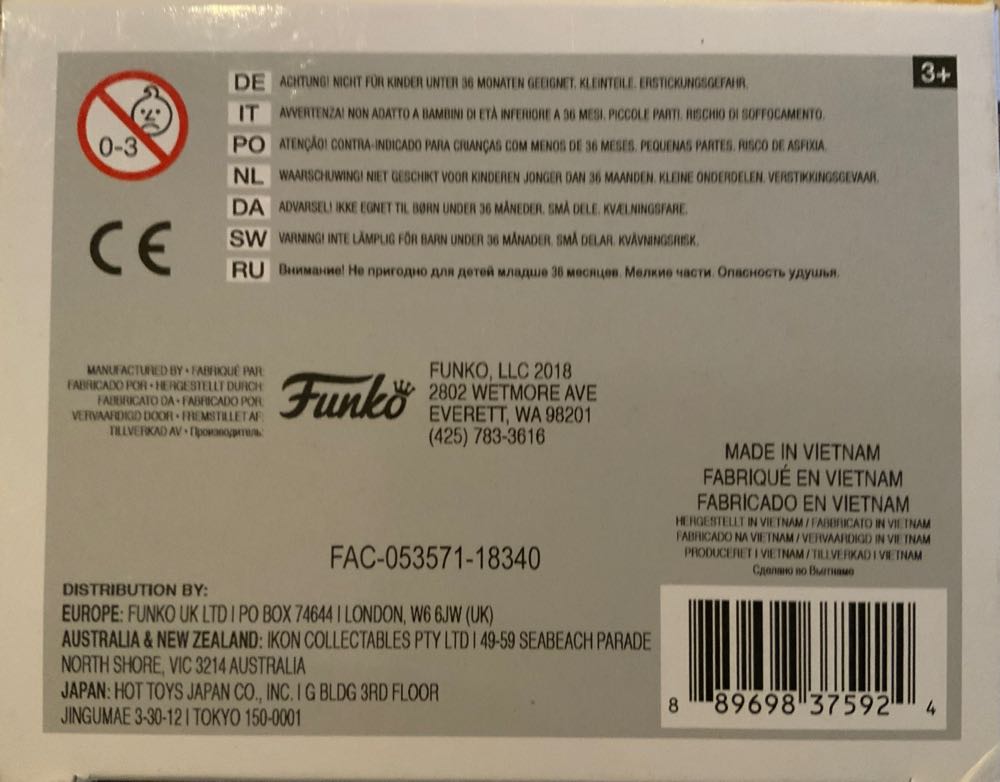 3+
0-3
DE ACHTUNG! NICHT FÜR KINDER UNTER 36 MONATEN GEEIGNET. KLEINTEILE. ERSTICKUNGSGEFAHR.
IT AVVERTENZA! NON ADATTO A BAMBINI DI ETÀ INFERIORE A 36 MESI. PICCOLE PARTI. RISCHIO DI SOFFOCAMENTO.
PO ATENÇÃO! CONTRA-INDICADO PARA CRIANÇAS COM MENOS DE 36 MESES. PEQUENAS PARTES. RISCO DE ASFIXIA.
NL WAARSCHUWING! NIET GESCHIKT VOOR KINDEREN JONGER DAN 36 MAANDEN. KLEINE ONDERDELEN. VERSTIKKINGSGEVAAR.
DA ADVARSEL! IKKE EGNET TIL BØRN UNDER 36 MÅNEDER. SMÅ DELE. KVÆLNINGSFARE.
SW VARNING! INTE LÄMPLIG FÖR BARN UNDER 36 MÅNADER. SMÅ DELAR. KVÄVNINGSRISK.
RU Внимание! Не пригодно для детей младше 36 месяцев. Мелкие части. Опасность удушья.
CE
MANUFACTURED BY • FABRIQUÉ PAR
FABRICADO POR • HERGESTELLT DURCH
FABBRICATO DA • FABRICADO POR
VERVAARDIGD DOOR • FREMSTILLET AF
TILLVERKAD AV • Производитель:
Funko
FUNKO, LLC 2018
2802 WETMORE AVE
EVERETT, WA 98201
(425) 783-3616
MADE IN VIETNAM
FABRIQUÉ EN VIETNAM
FABRICADO EN VIETNAM
HERGESTELLT IN VIETNAM / FABBRICATO IN VIETNAM
FABRICADO NA VIETNAM / VERVAARDIGD IN VIETNAM
PRODUCERET I VIETNAM / TILLVERKAD I VIETNAM
Сделано во Вьетнаме
FAC-053571-18340
DISTRIBUTION BY:
EUROPE: FUNKO UK LTD I PO BOX 74644 I LONDON, W6 6JW (UK)
AUSTRALIA & NEW ZEALAND: IKON COLLECTABLES PTY LTD I 49-59 SEABEACH PARADE
NORTH SHORE, VIC 3214 AUSTRALIA
JAPAN: HOT TOYS JAPAN CO., INC. I G BLDG 3RD FLOOR
JINGUMAE 3-30-12 I TOKYO 150-0001
8 89698 37592 4